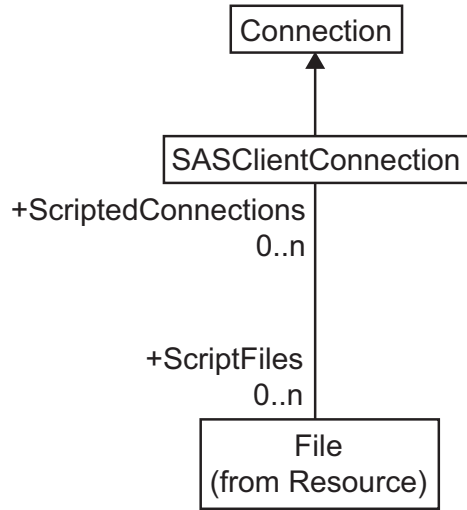 Connection
SASClientConnection
+ScriptedConnections
0..n
+ScriptFiles
0..n
File
(from Resource)